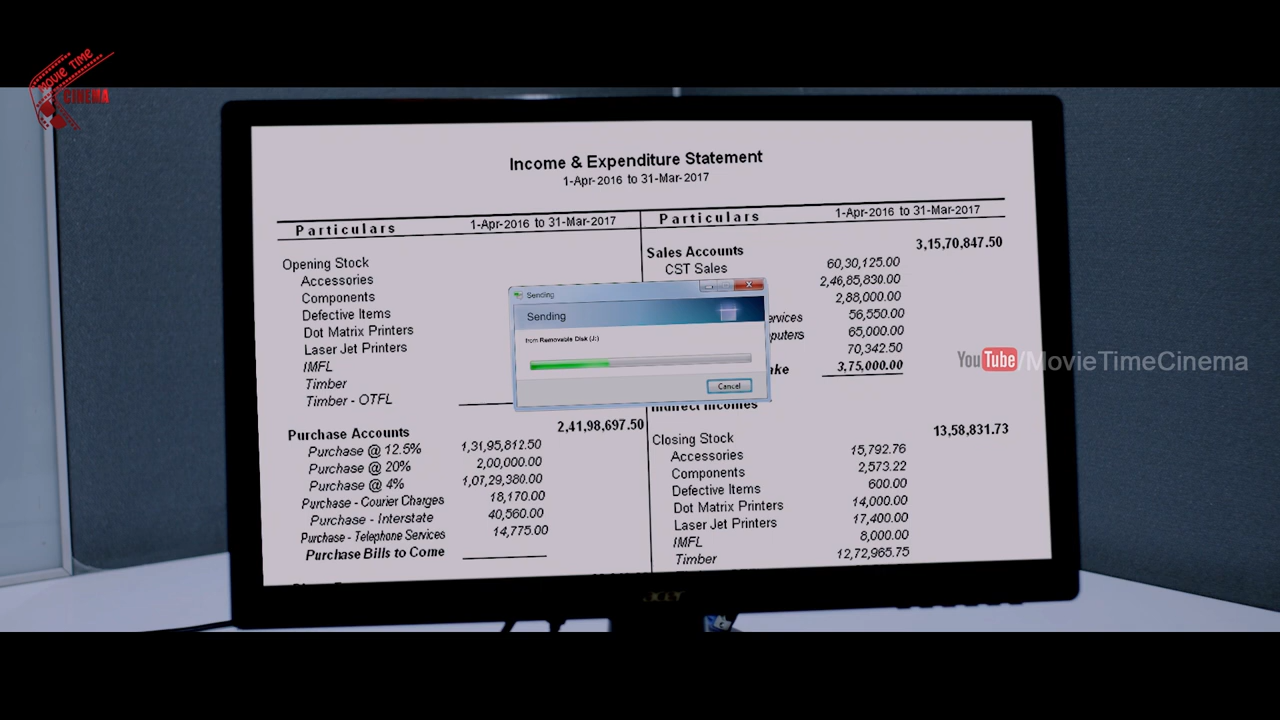 MOVIE TIME
CINEMA
Income & Expenditure Statement
1-Apr-2016 to 31-Mar-2017
Particulars 1-Apr-2016 to 31-Mar-2017
Opening Stock
Accessories
Components
Defective Items
Dot Matrix Printers
Laser Jet Printers
IMFL
Timber
Timber - OTFL
Purchase Accounts 2,41,98,697.50
Purchase @ 12.5% 1,31,95,812.50
Purchase @ 20% 2,00,000.00
Purchase @ 4% 1,07,29,380.00
Purchase - Courier Charges 18,170.00
Purchase - Interstate 40,560.00
Purchase - Telephone Services 14,775.00
Purchase Bills to Come
Particulars 1-Apr-2016 to 31-Mar-2017
Sales Accounts 3,15,70,847.50
CST Sales 60,30,125.00
2,46,85,830.00
2,88,000.00
56,550.00
65,000.00
70,342.50
3,75,000.00
Indirect Incomes
Closing Stock 13,58,831.73
Accessories 15,792.76
Components 2,573.22
Defective Items 600.00
Dot Matrix Printers 14,000.00
Laser Jet Printers 17,400.00
IMFL 8,000.00
Timber 12,72,965.75
Sending
Sending
from Removable Disk (J:)
Cancel
YouTube/MovieTimeCinema
acer